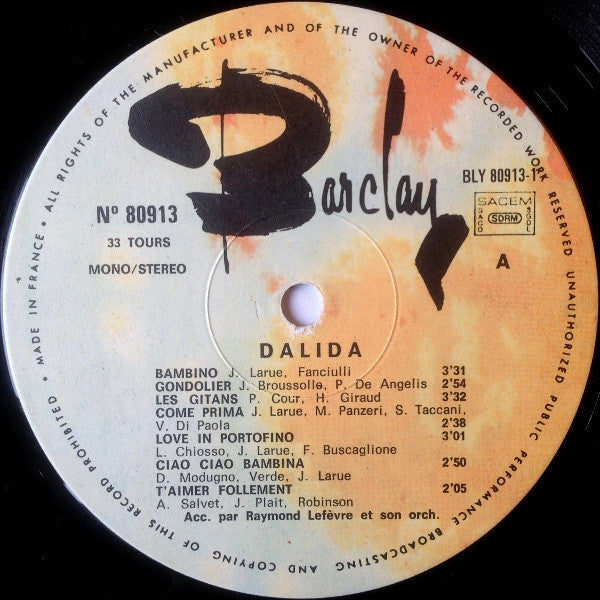 MADE IN FRANCE • ALL RIGHTS OF THE MANUFACTURER AND OF THE OWNER OF THE RECORDED WORK RESERVED UNAUTHORIZED PUBLIC PERFORMANCE BROADCASTING AND COPYING OF THIS RECORD PROHIBITED •
Barclay
BLY 80913-1
Nº 80913
SACEM
SACD
SDRM
SGDL
33 TOURS
MONO/STEREO
A
DALIDA
BAMBINO J. Larue, Fanciulli 3'31
GONDOLIER J. Broussolle, P. De Angelis 2'54
LES GITANS P. Cour, H. Giraud 3'32
COME PRIMA J. Larue, M. Panzeri, S. Taccani,
V. Di Paola 2'38
LOVE IN PORTOFINO 3'01
L. Chiosso, J. Larue, F. Buscaglione
CIAO CIAO BAMBINA 2'50
D. Modugno, Verde, J. Larue
T'AIMER FOLLEMENT 2'05
A. Salvet, J. Plait, Robinson
Acc. par Raymond Lefèvre et son orch.